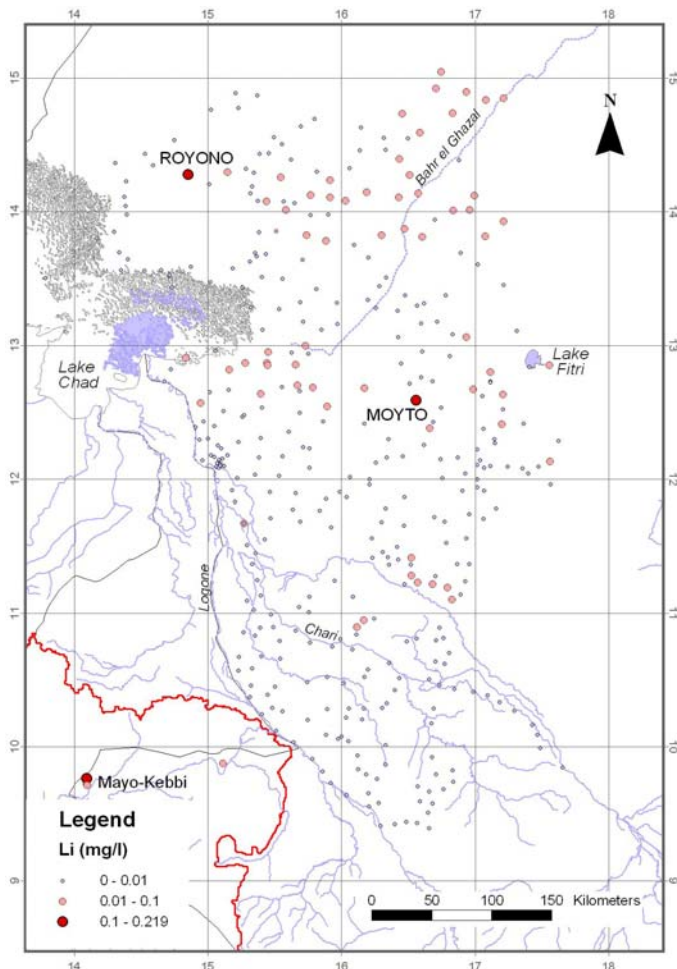 14 15 16 17 18
15 15
N
ROYONO
Bahr el Ghazal
14 14
13 13
Lake
Chad
Lake
Fitri
MOYTO
12 12
Logone
11 11
Chari
10 10
Mayo-Kebbi
Legend
Li (mg/l)
0 - 0.01
0.01 - 0.1
0.1 - 0.219
9 9
0 50 100 150 Kilometers
14 15 16 17 18